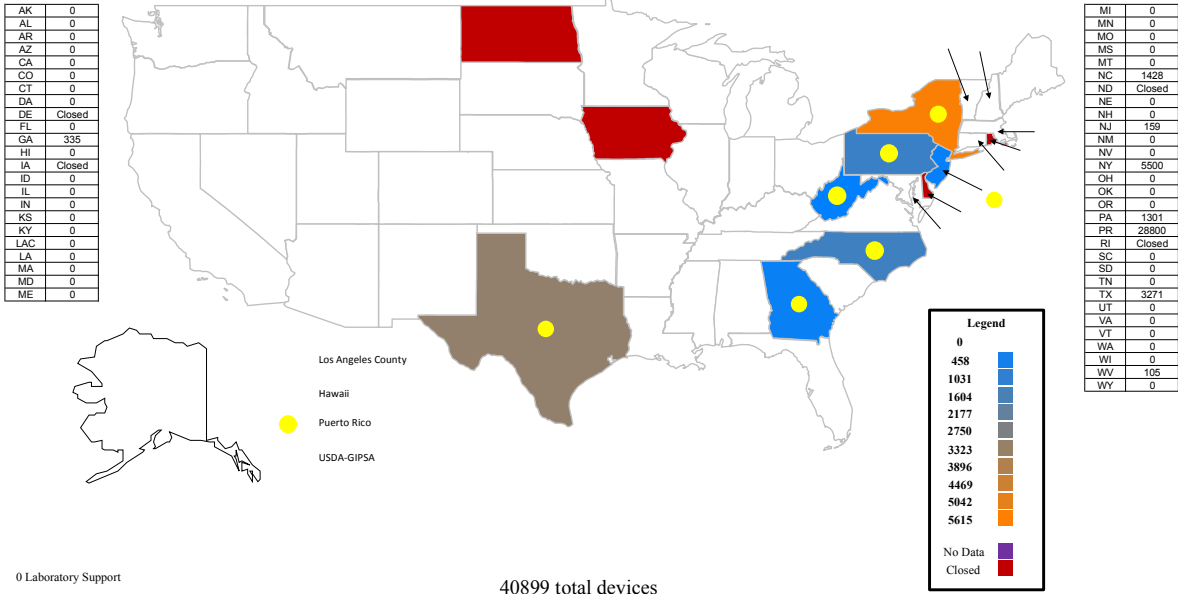 AK 0
AL 0
AR 0
AZ 0
CA 0
CO 0
CT 0
DA 0
DE Closed
FL 0
GA 335
HI 0
IA Closed
ID 0
IL 0
IN 0
KS 0
KY 0
LAC 0
LA 0
MA 0
MD 0
ME 0
MI 0
MN 0
MO 0
MS 0
MT 0
NC 1428
ND Closed
NE 0
NH 0
NJ 159
NM 0
NV 0
NY 5500
OH 0
OK 0
OR 0
PA 1301
PR 28800
RI Closed
SC 0
SD 0
TN 0
TX 3271
UT 0
VA 0
VT 0
WA 0
WI 0
WV 105
WY 0
Los Angeles County
Hawaii
Puerto Rico
USDA-GIPSA
Legend
0
458
1031
1604
2177
2750
3323
3896
4469
5042
5615
No Data
Closed
0 Laboratory Support
40899 total devices